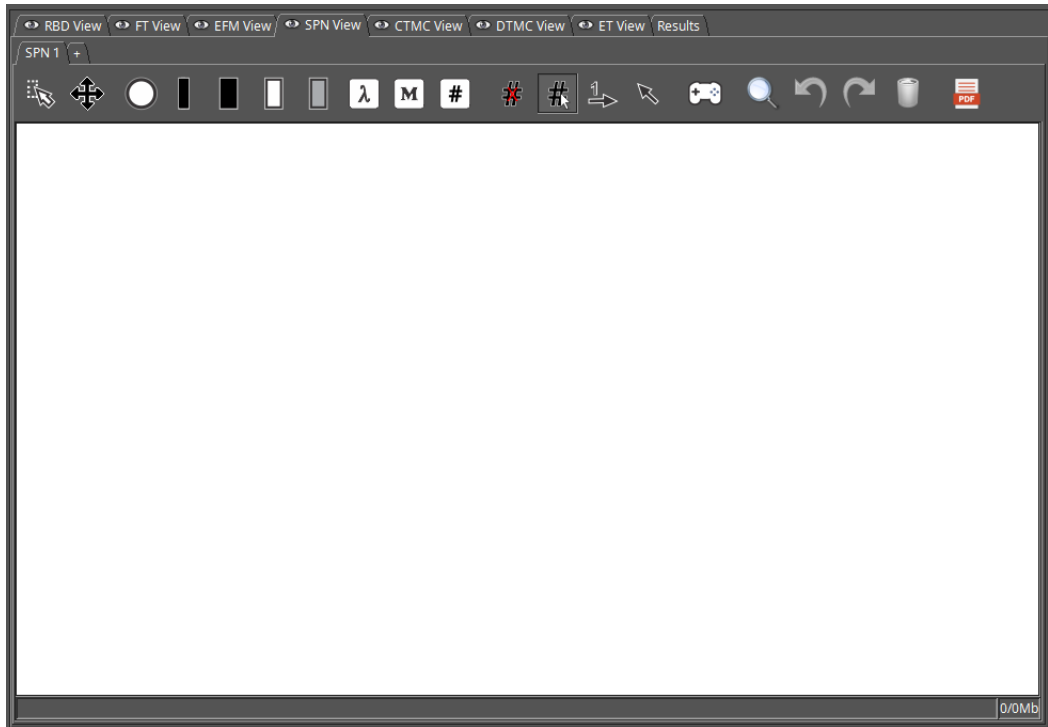 RBD View FT View EFM View SPN View CTMC View DTMC View ET View Results
SPN 1 +
λ M # # # 1 PDF
0/0Mb